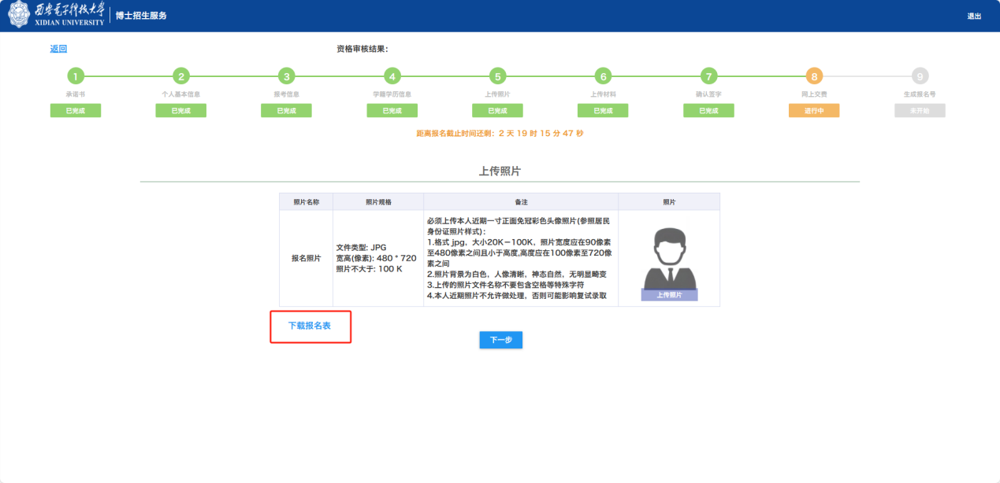 西安电子科技大学
XIDIAN UNIVERSITY
博士招生服务
退出
返回
资格审核结果：
1
2
3
4
5
6
7
8
9
承诺书
个人基本信息
报考信息
学籍学历信息
上传照片
上传材料
确认签字
网上交费
生成报名号
已完成
已完成
已完成
已完成
已完成
已完成
已完成
进行中
未开始
距离报名截止时间还剩：2 天 19 时 15 分 47 秒
上传照片
照片名称
照片规格
备注
照片
报名照片
文件类型: JPG
宽高(像素): 480 * 720
照片不大于: 100 K
必须上传本人近期一寸正面免冠彩色头像照片(参照居民
身份证照片样式)：
1.格式 jpg，大小20K－100K，照片宽度应在90像素
至480像素之间且小于高度,高度应在100像素至720像
素之间
2.照片背景为白色，人像清晰，神态自然，无明显畸变
3.上传的照片文件名称不要包含空格等特殊字符
4.本人近期照片不允许做处理，否则可能影响复试录取
上传照片
下载报名表
下一步